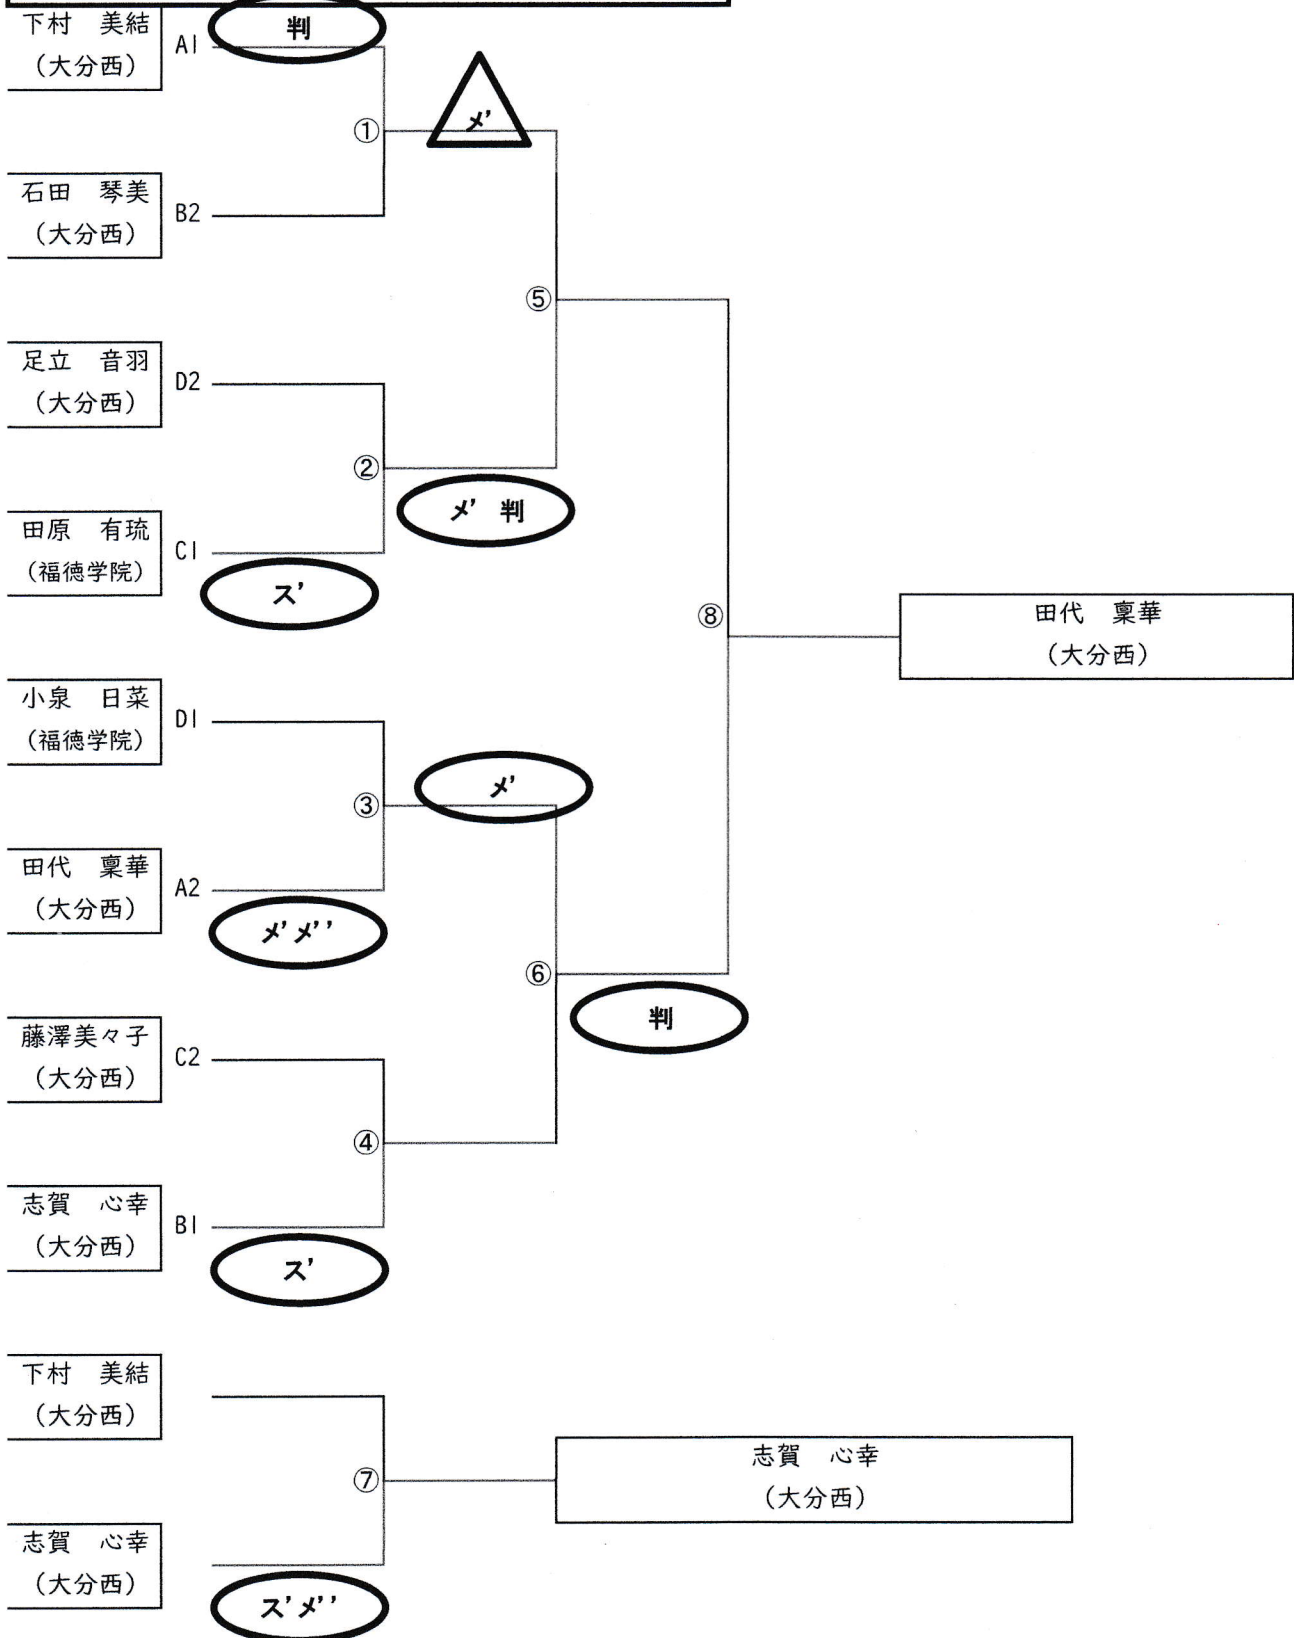 下村　美結
（大分西）
A1
判
①
メ'
石田　琴美
（大分西）
B2
⑤
足立　音羽
（大分西）
D2
②
メ' 判
田原　有琉
（福徳学院）
C1
ス'
⑧
田代　稟華
（大分西）
小泉　日菜
（福徳学院）
D1
③
メ'
田代　稟華
（大分西）
A2
メ'メ''
⑥
判
藤澤美々子
（大分西）
C2
④
志賀　心幸
（大分西）
B1
ス'
下村　美結
（大分西）
⑦
志賀　心幸
（大分西）
志賀　心幸
（大分西）
ス'メ''